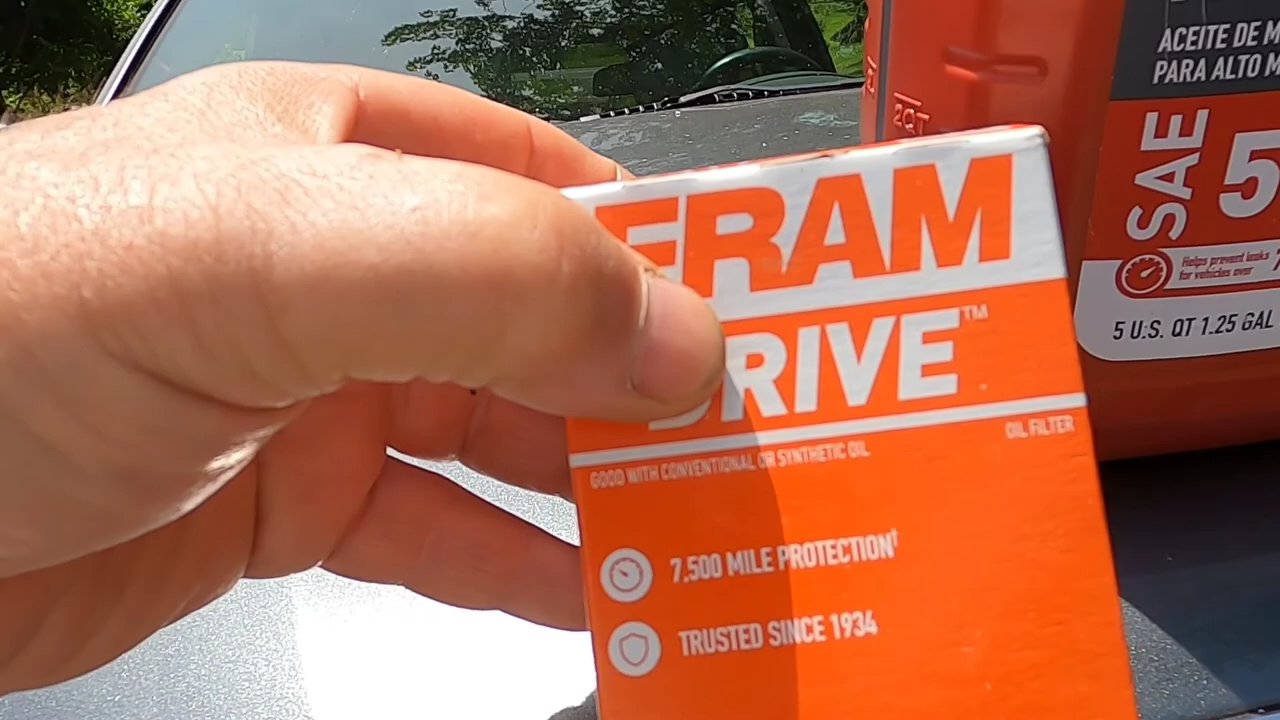 FRAM
DRIVE™
OIL FILTER
GOOD WITH CONVENTIONAL OR SYNTHETIC OIL
7,500 MILE PROTECTION†
TRUSTED SINCE 1934
2QT
ACEITE DE M
PARA ALTO M
SAE 5
Helps prevent leaks
for vehicles over 7
5 U.S. QT 1.25 GAL